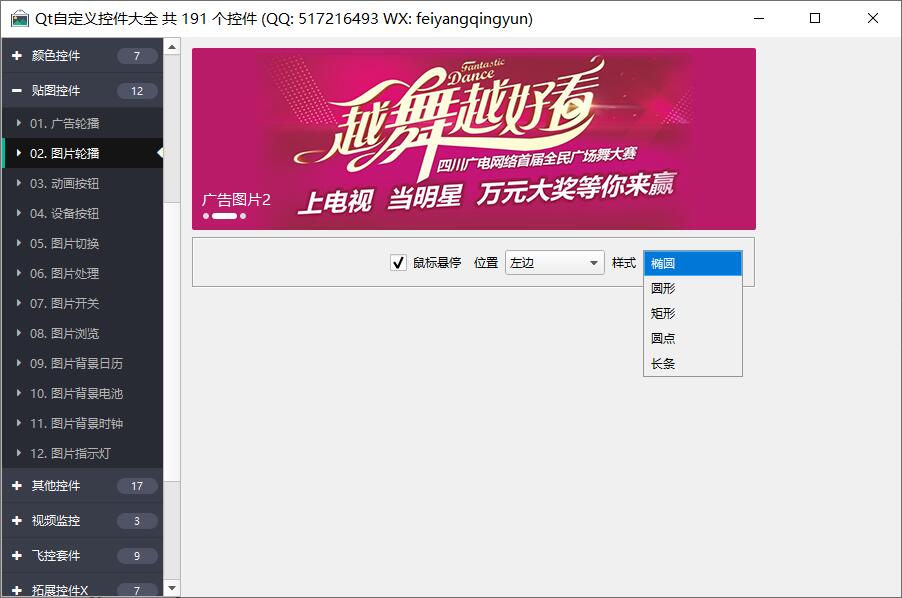 Qt自定义控件大全 共 191 个控件 (QQ: 517216493 WX: feiyangqingyun)
颜色控件 7
贴图控件 12
01. 广告轮播
02. 图片轮播
03. 动画按钮
04. 设备按钮
05. 图片切换
06. 图片处理
07. 图片开关
08. 图片浏览
09. 图片背景日历
10. 图片背景电池
11. 图片背景时钟
12. 图片指示灯
其他控件 17
视频监控 3
飞控套件 9
拓展控件X 7
Fantastic
Dance
越舞越好看
四川广电网络首届全民广场舞大赛
上电视 当明星 万元大奖等你来赢
广告图片2
鼠标悬停 位置 左边 样式 椭圆
圆形
矩形
圆点
长条